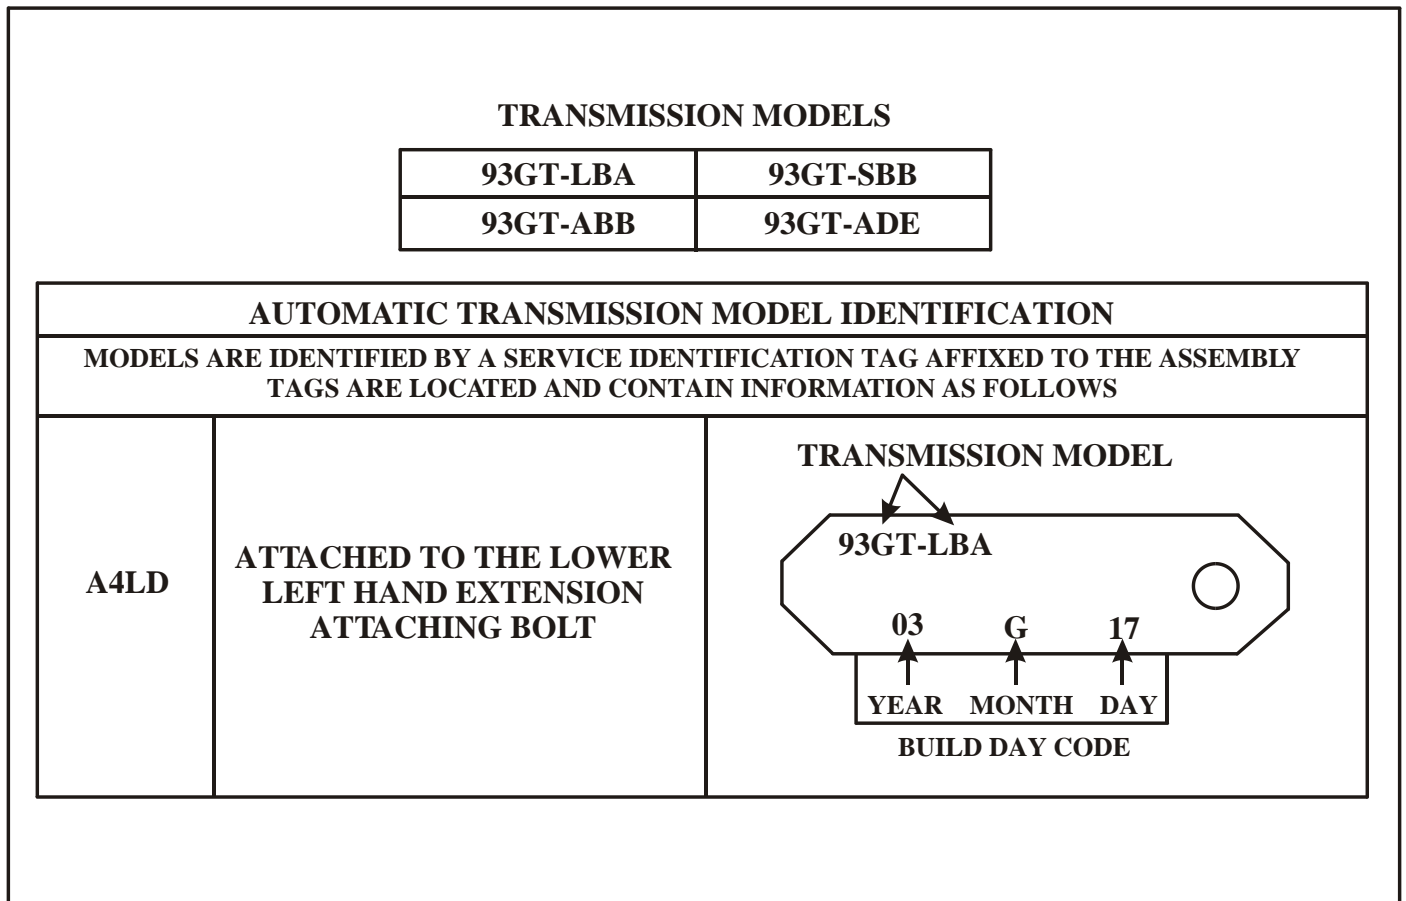 TRANSMISSION MODELS
93GT-LBA 93GT-SBB
93GT-ABB 93GT-ADE
AUTOMATIC TRANSMISSION MODEL IDENTIFICATION
MODELS ARE IDENTIFIED BY A SERVICE IDENTIFICATION TAG AFFIXED TO THE ASSEMBLY
TAGS ARE LOCATED AND CONTAIN INFORMATION AS FOLLOWS
A4LD
ATTACHED TO THE LOWER
LEFT HAND EXTENSION
ATTACHING BOLT
TRANSMISSION MODEL
93GT-LBA
03 G 17
YEAR MONTH DAY
BUILD DAY CODE